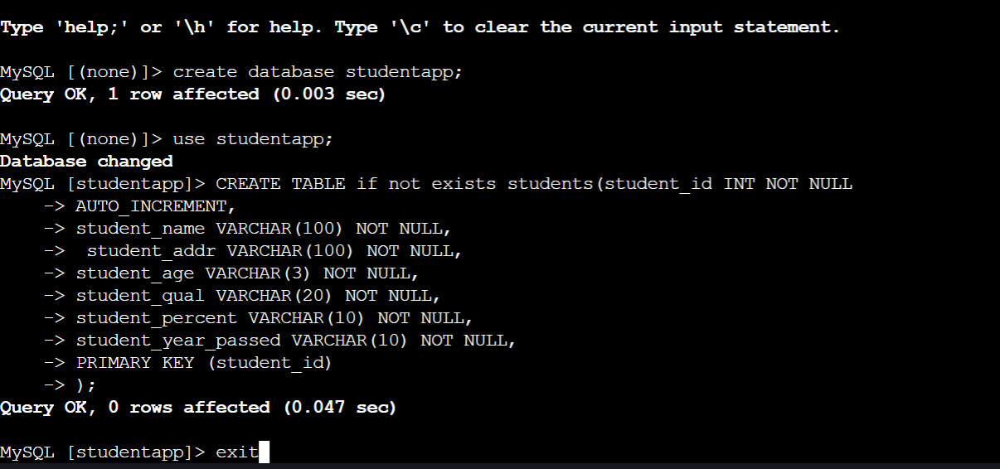 Type 'help;' or '\h' for help. Type '\c' to clear the current input statement.
MySQL [(none)]> create database studentapp;
Query OK, 1 row affected (0.003 sec)
MySQL [(none)]> use studentapp;
Database changed
MySQL [studentapp]> CREATE TABLE if not exists students(student_id INT NOT NULL
    -> AUTO_INCREMENT,
    -> student_name VARCHAR(100) NOT NULL,
    ->  student_addr VARCHAR(100) NOT NULL,
    -> student_age VARCHAR(3) NOT NULL,
    -> student_qual VARCHAR(20) NOT NULL,
    -> student_percent VARCHAR(10) NOT NULL,
    -> student_year_passed VARCHAR(10) NOT NULL,
    -> PRIMARY KEY (student_id)
    -> );
Query OK, 0 rows affected (0.047 sec)
MySQL [studentapp]> exit